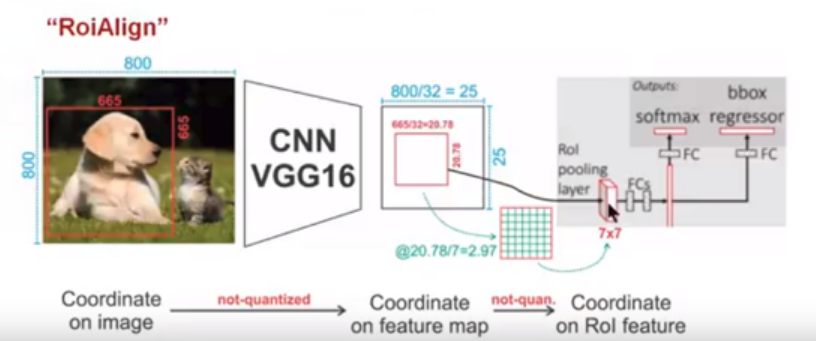 “RoiAlign”
800
800
665
665
CNN
VGG16
800/32 = 25
25
665/32=20.78
20.78
@20.78/7=2.97
Outputs:
softmax
bbox
regressor
FC
FC
RoI
pooling
layer
FCs
7x7
Coordinate
on image
not-quantized
Coordinate
on feature map
not-quan.
Coordinate
on RoI feature